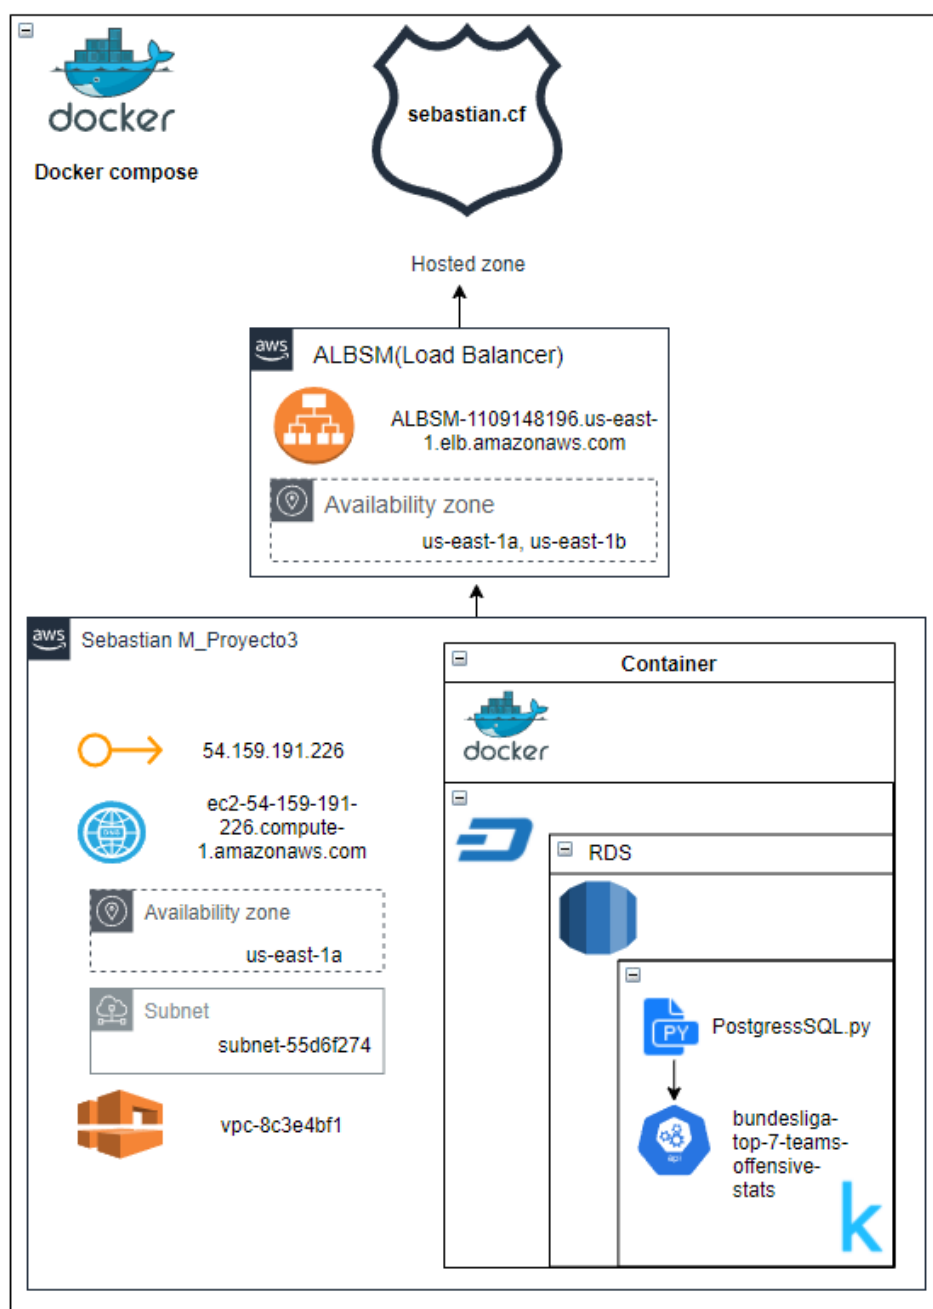 docker
Docker compose
sebastian.cf
Hosted zone
aws
ALBSM(Load Balancer)
ALBSM-1109148196.us-east-
1.elb.amazonaws.com
Availability zone
us-east-1a, us-east-1b
aws
Sebastian M_Proyecto3
54.159.191.226
DNS
ec2-54-159-191-
226.compute-
1.amazonaws.com
Availability zone
us-east-1a
Subnet
subnet-55d6f274
vpc-8c3e4bf1
Container
docker
RDS
PY
PostgressSQL.py
api
bundesliga-
top-7-teams-
offensive-
stats
k